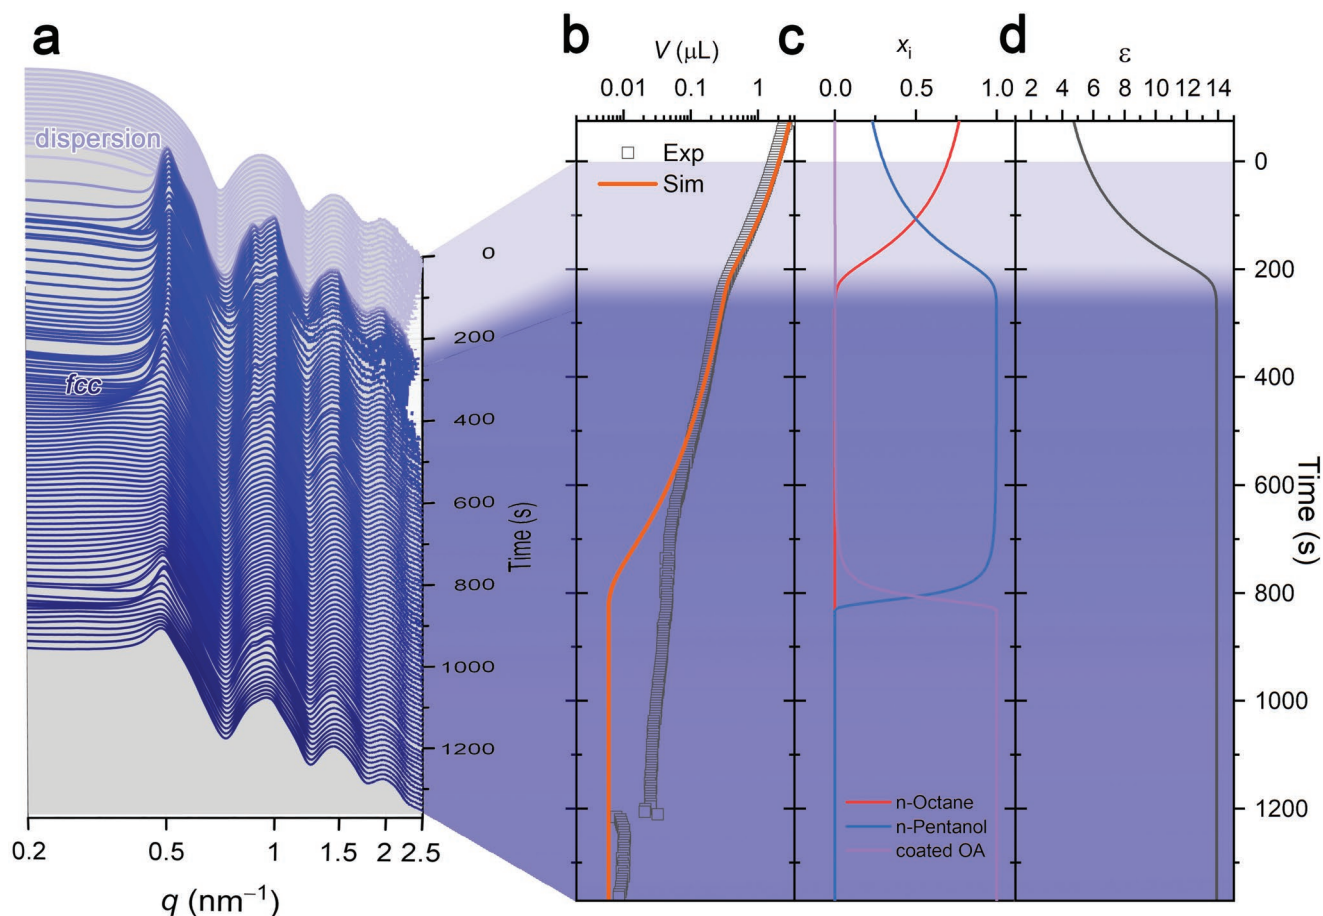 a
dispersion
fcc
0
200
400
600
800
1000
1200
Time (s)
0.2 0.5 1 1.5 2 2.5
q (nm⁻¹)
b
V (μL)
0.01 0.1 1
Exp
Sim
c
xᵢ
0.0 0.5 1.0
n-Octane
n-Pentanol
coated OA
d
ε
2 4 6 8 10 12 14
0
200
400
600
800
1000
1200
Time (s)